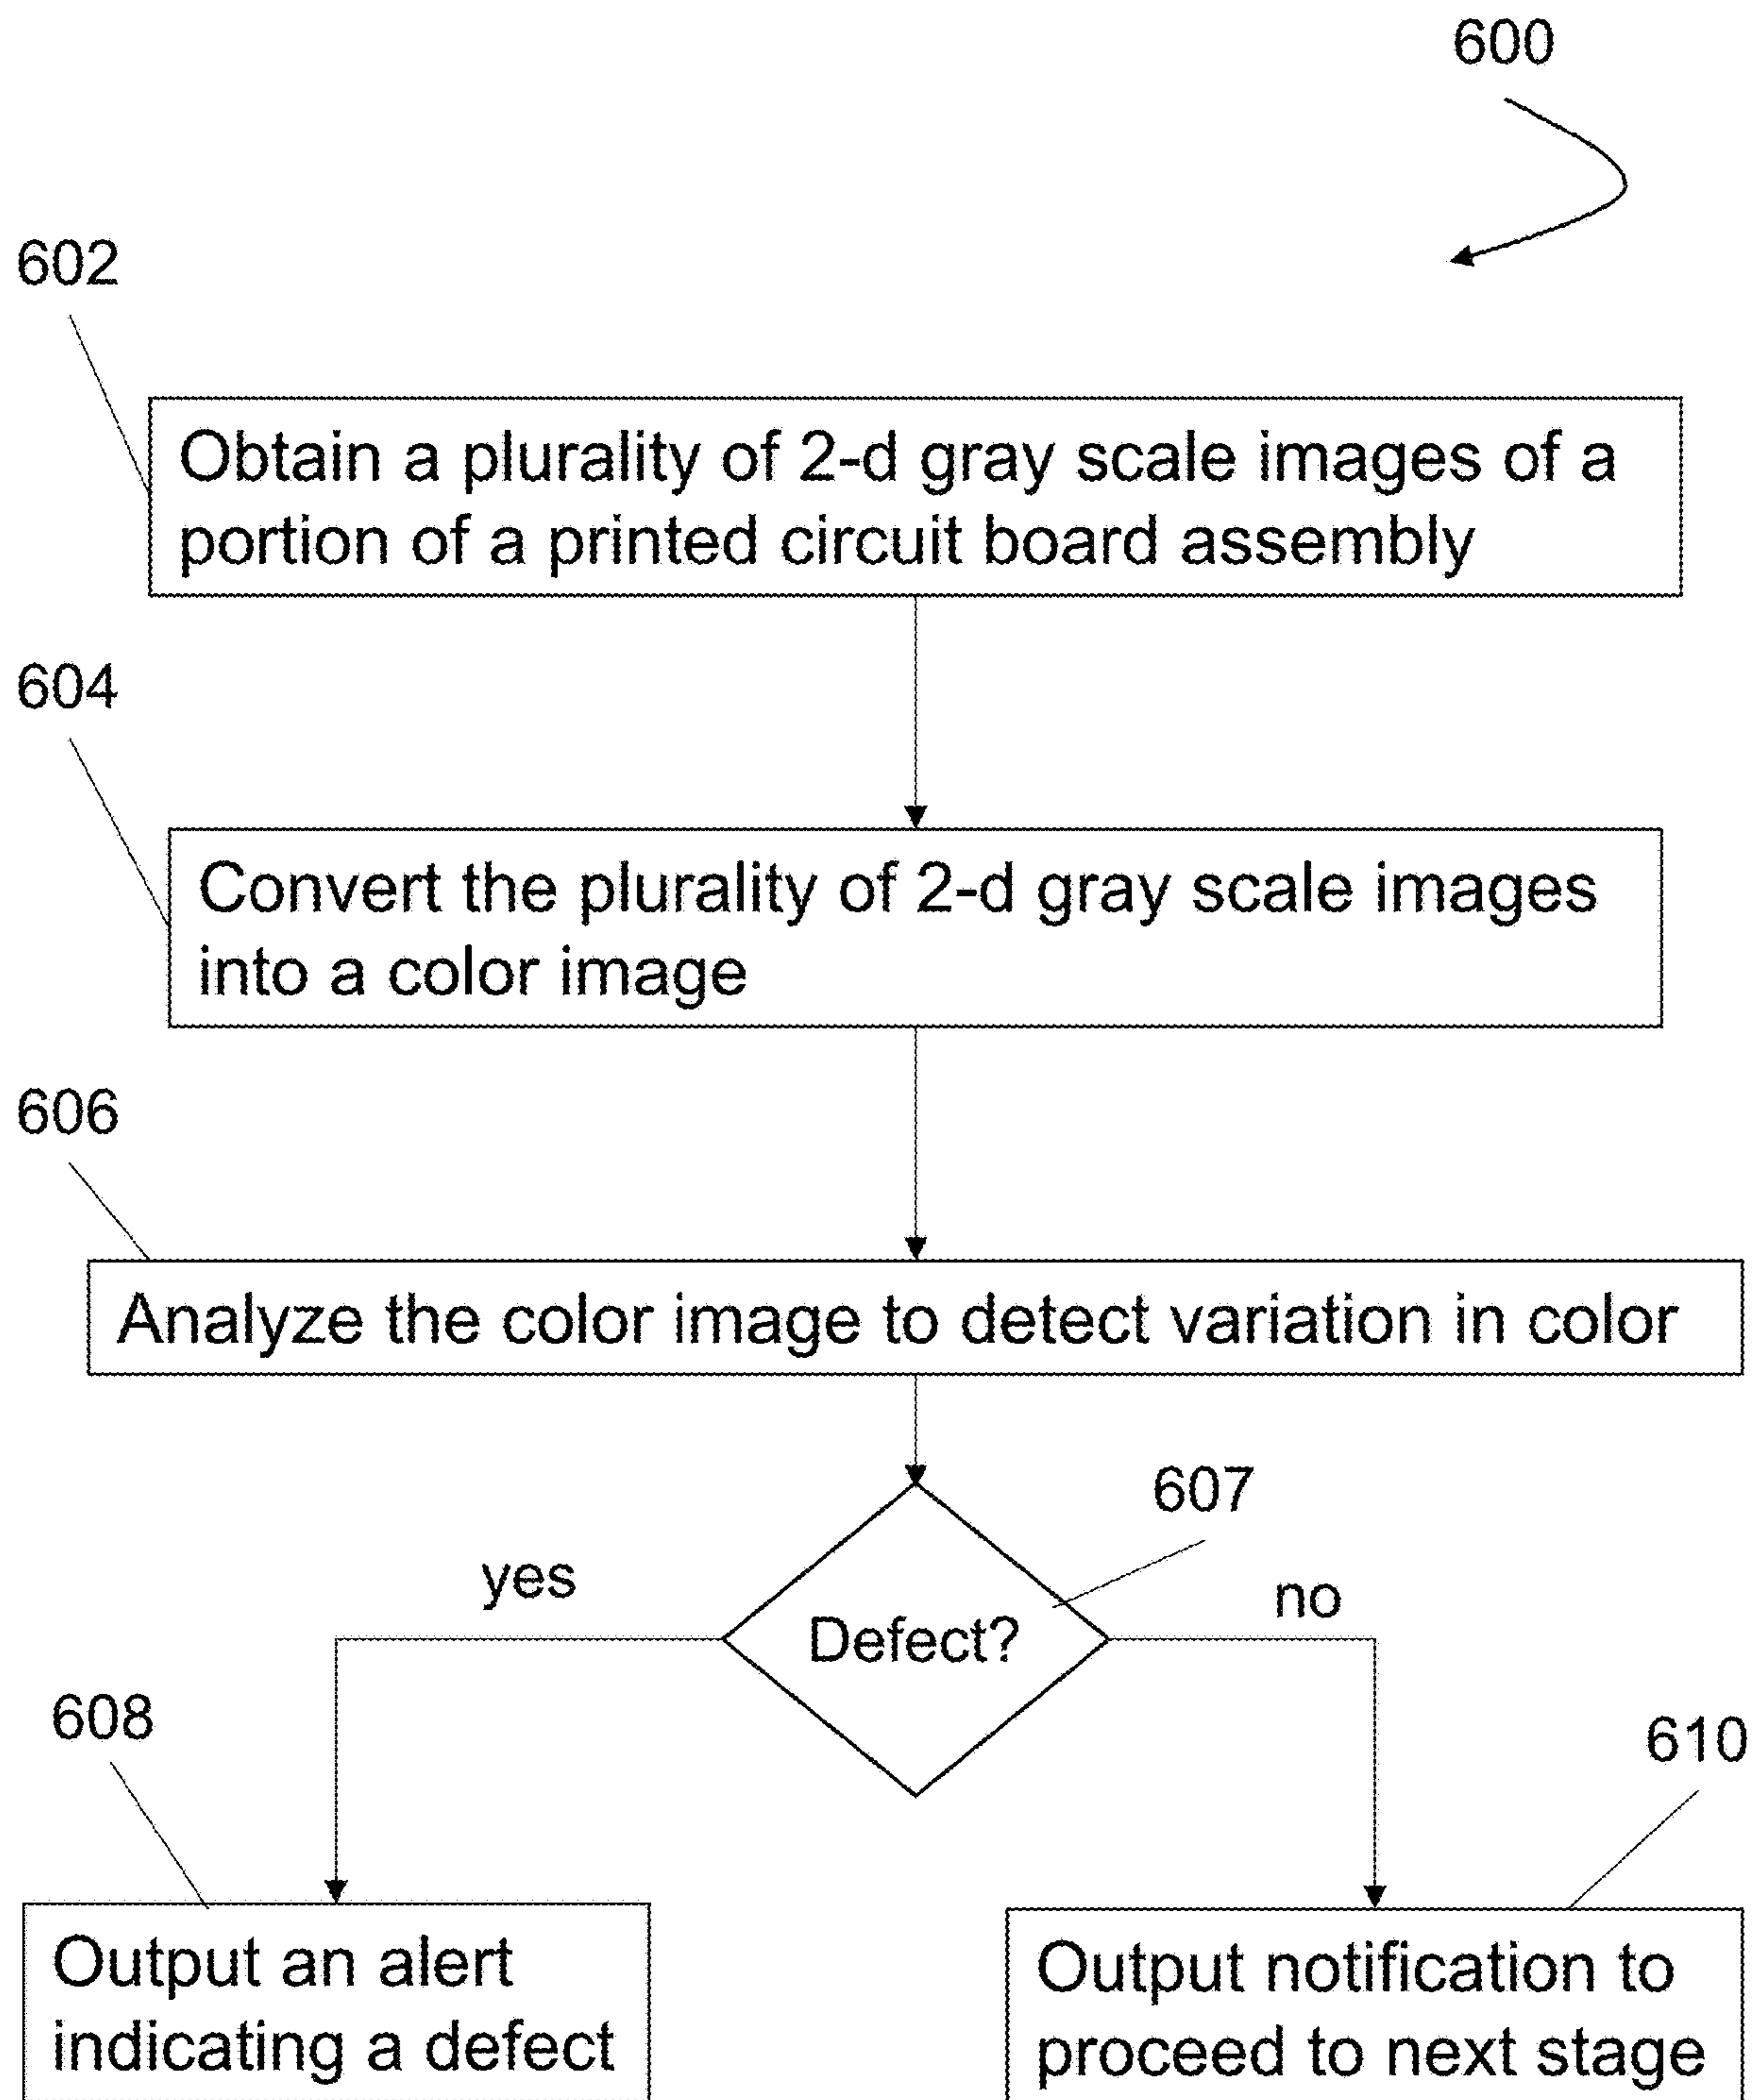 600
602
Obtain a plurality of 2-d gray scale images of a
portion of a printed circuit board assembly
604
Convert the plurality of 2-d gray scale images
into a color image
606
Analyze the color image to detect variation in color
607
yes
no
Defect?
608
610
Output an alert
indicating a defect
Output notification to
proceed to next stage